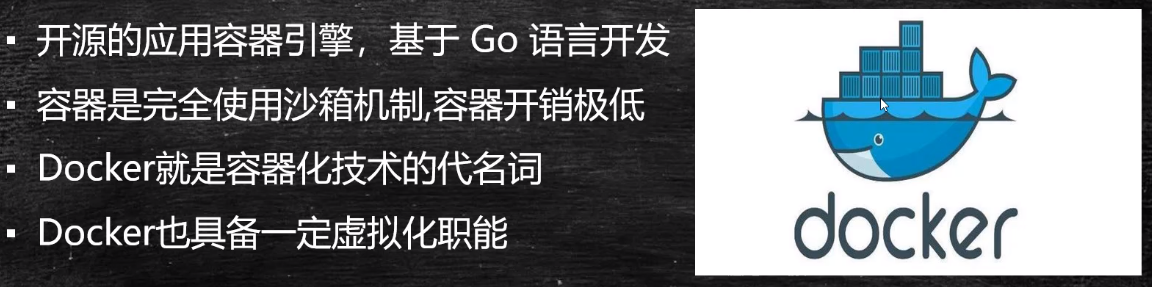 ▪ 开源的应用容器引擎，基于 Go 语言开发
▪ 容器是完全使用沙箱机制,容器开销极低
▪ Docker就是容器化技术的代名词
▪ Docker也具备一定虚拟化职能
docker